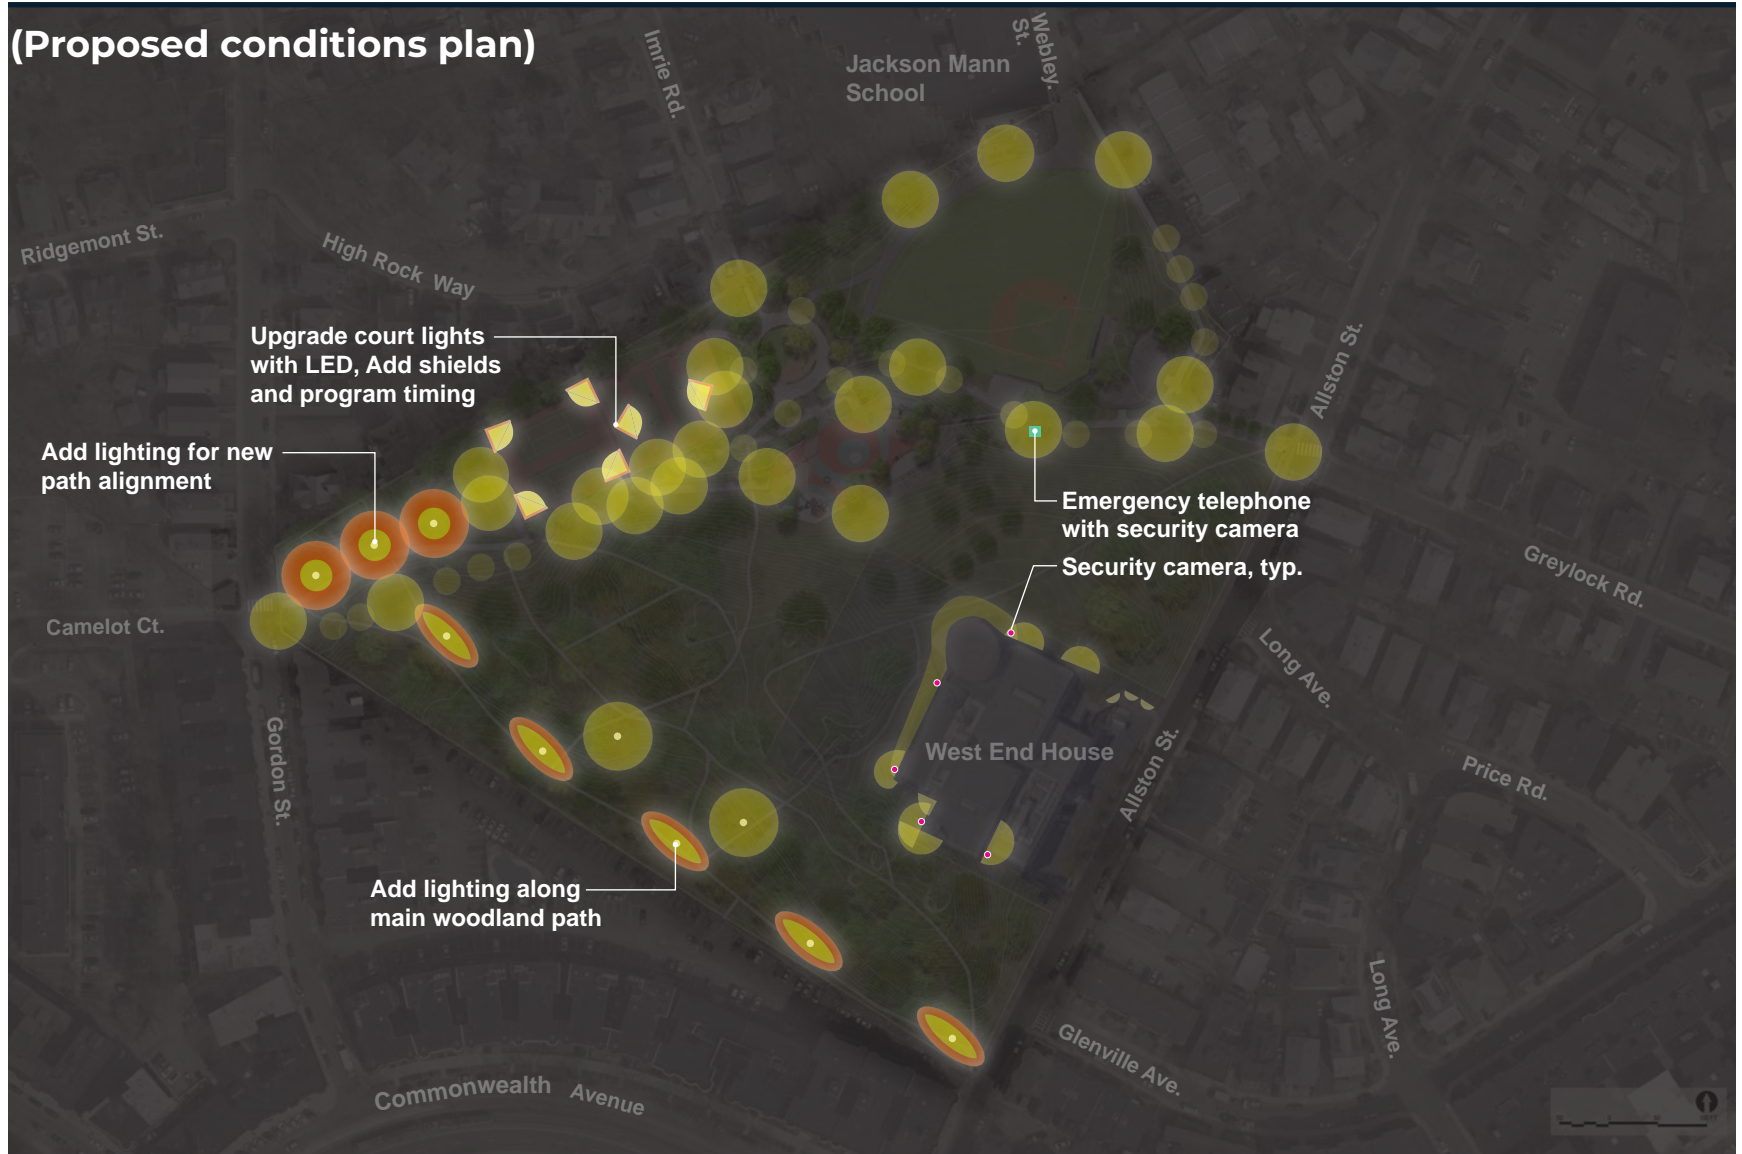 (Proposed conditions plan)
Imrie Rd.
Webley.
St.
Jackson Mann
School
Ridgemont St.
High Rock Way
Upgrade court lights
with LED, Add shields
and program timing
Allston St.
Add lighting for new
path alignment
Emergency telephone
with security camera
Security camera, typ.
Greylock Rd.
Camelot Ct.
Long Ave.
Gordon St.
West End House
Allston St.
Price Rd.
Add lighting along
main woodland path
Long Ave.
Glenville Ave.
Commonwealth Avenue